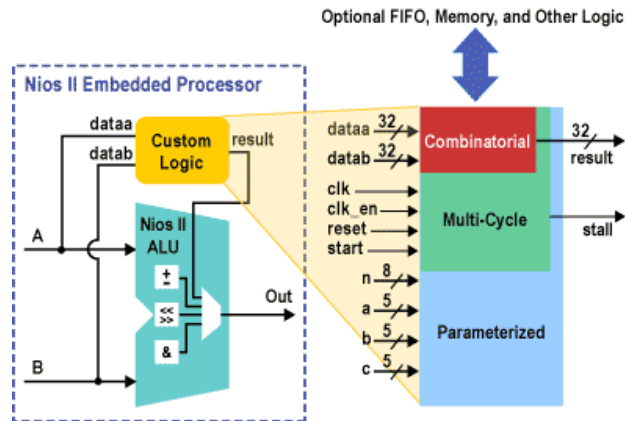 Optional FIFO, Memory, and Other Logic
Nios II Embedded Processor
dataa
datab
Custom
Logic
result
A
Nios II
ALU
+
-
<<
>>
&
Out
B
dataa 32
datab 32
clk
clk_en
reset
start
n 8
a 5
b 5
c 5
Combinatorial
Multi-Cycle
Parameterized
32
result
stall